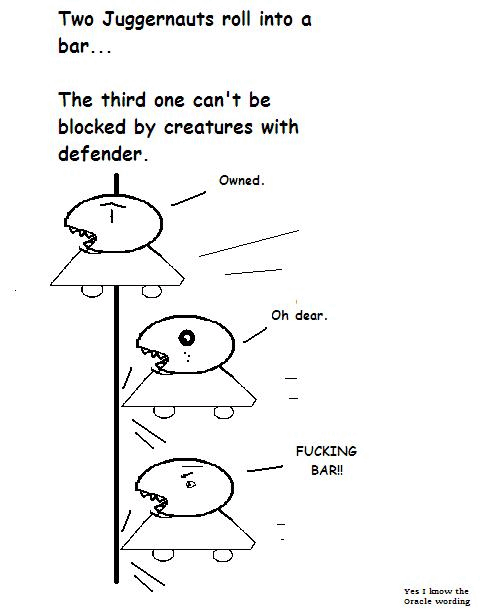 Two Juggernauts roll into a
bar...
The third one can't be
blocked by creatures with
defender.
Owned.
Oh dear.
FUCKING
BAR!!
Yes I know the
Oracle wording